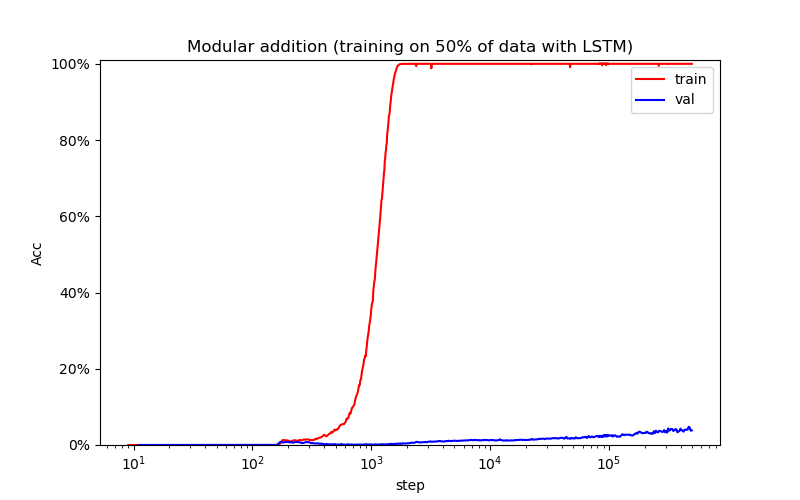 Modular addition (training on 50% of data with LSTM)
100%
80%
60%
40%
20%
0%
Acc
train
val
10¹
10²
10³
10⁴
10⁵
step